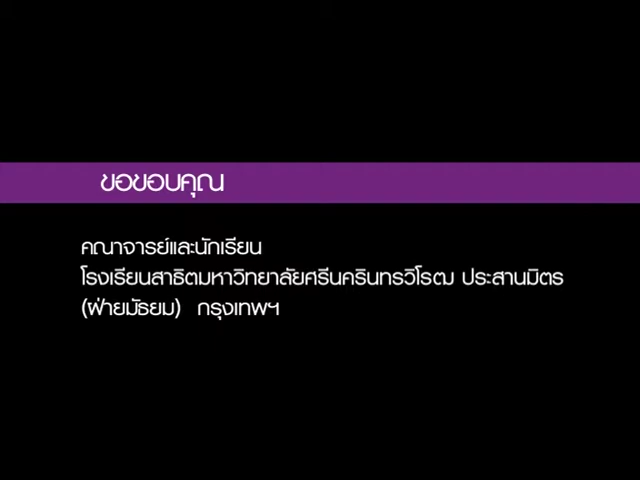 ขอขอบคุณ
คณาจารย์และนักเรียน
โรงเรียนสาธิตมหาวิทยาลัยศรีนครินทรวิโรฒ ประสานมิตร
(ฝ่ายมัธยม) กรุงเทพฯ